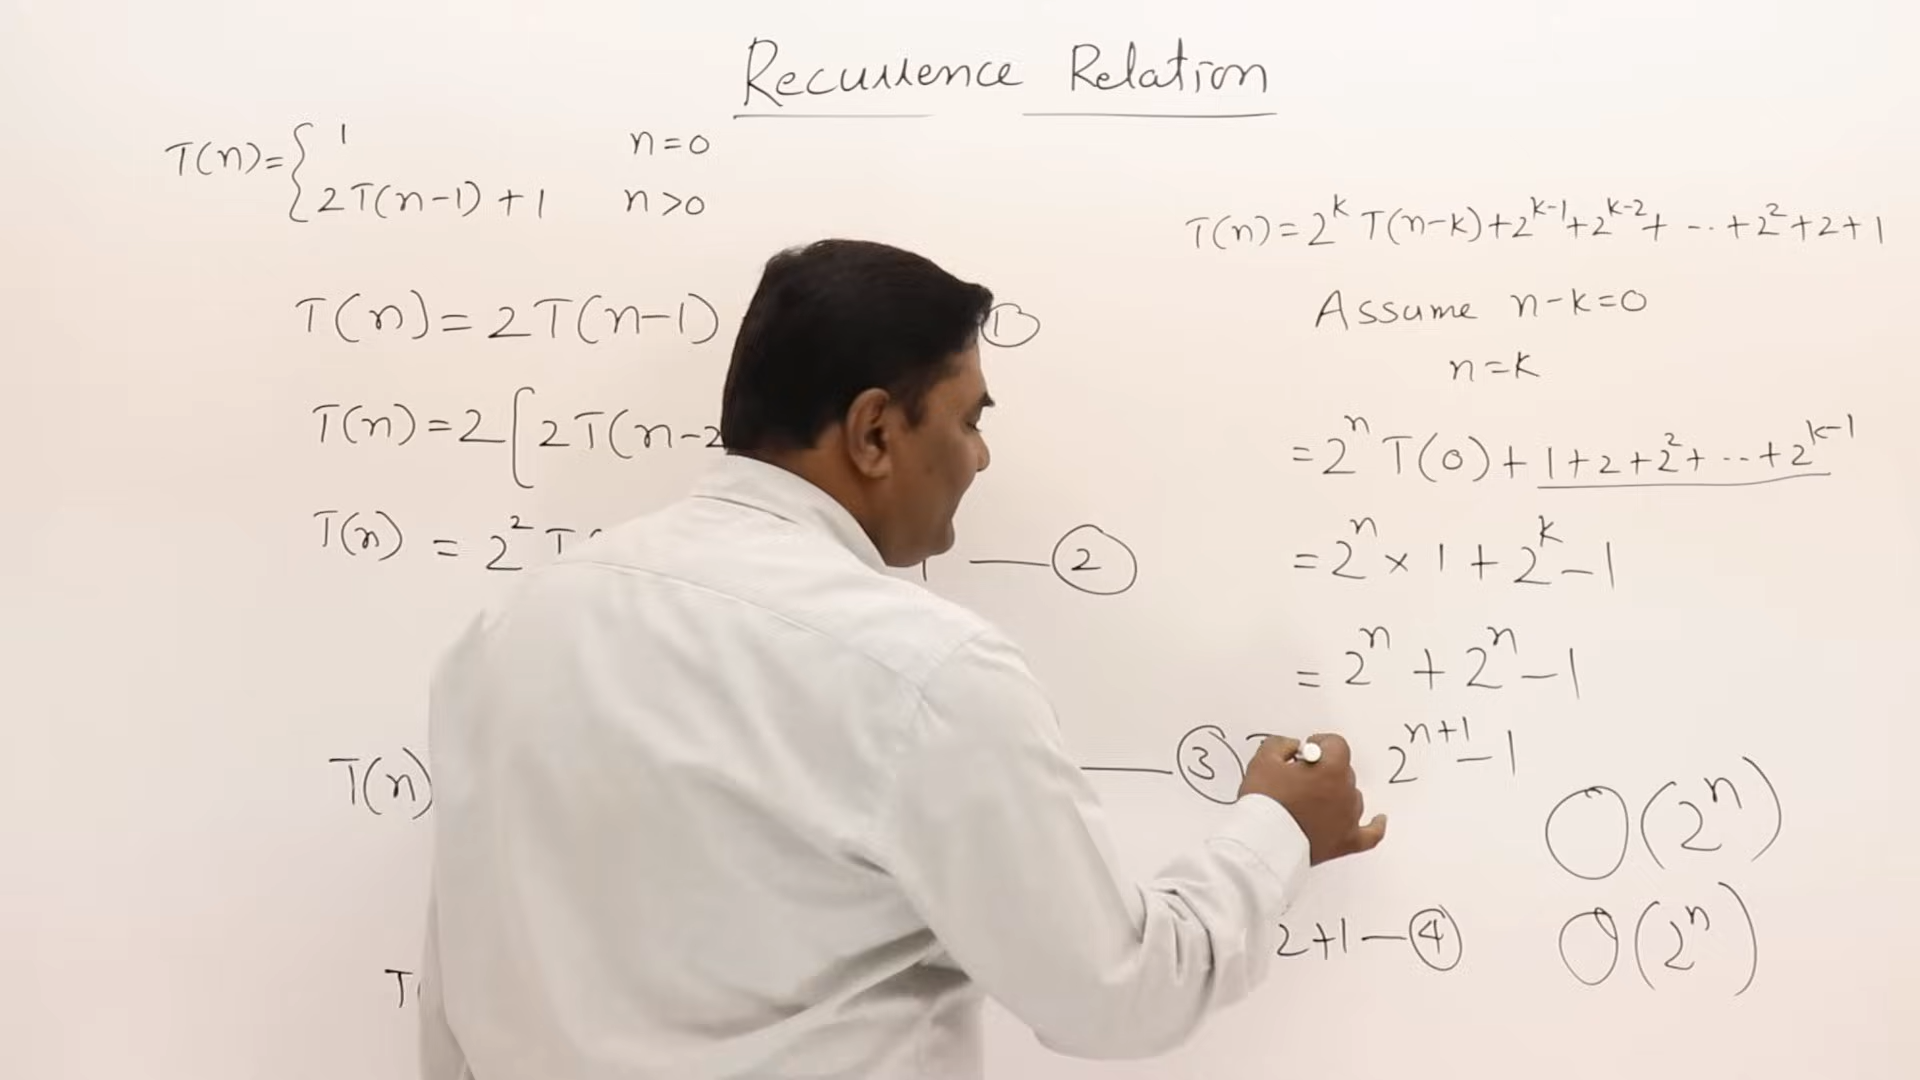 Recurrence Relation
T(n)= { 1 n=0
2T(n-1)+1 n>0
T(n)=2T(n-1) ①
T(n)=2[2T(n-2
T(n) = 2² T 1 — ②
T(n) — ③
T(
2+1 — ④
T(n)=2^k T(n-k)+2^{k-1}+2^{k-2}+ -.. +2²+2+1
Assume n-k=0
n=k
=2^n T(0)+1+2+2²+ -.. +2^{k-1}
=2^n × 1 + 2^k - 1
= 2^n + 2^n - 1
2^{n+1} - 1
O(2^n)
O(2^n)